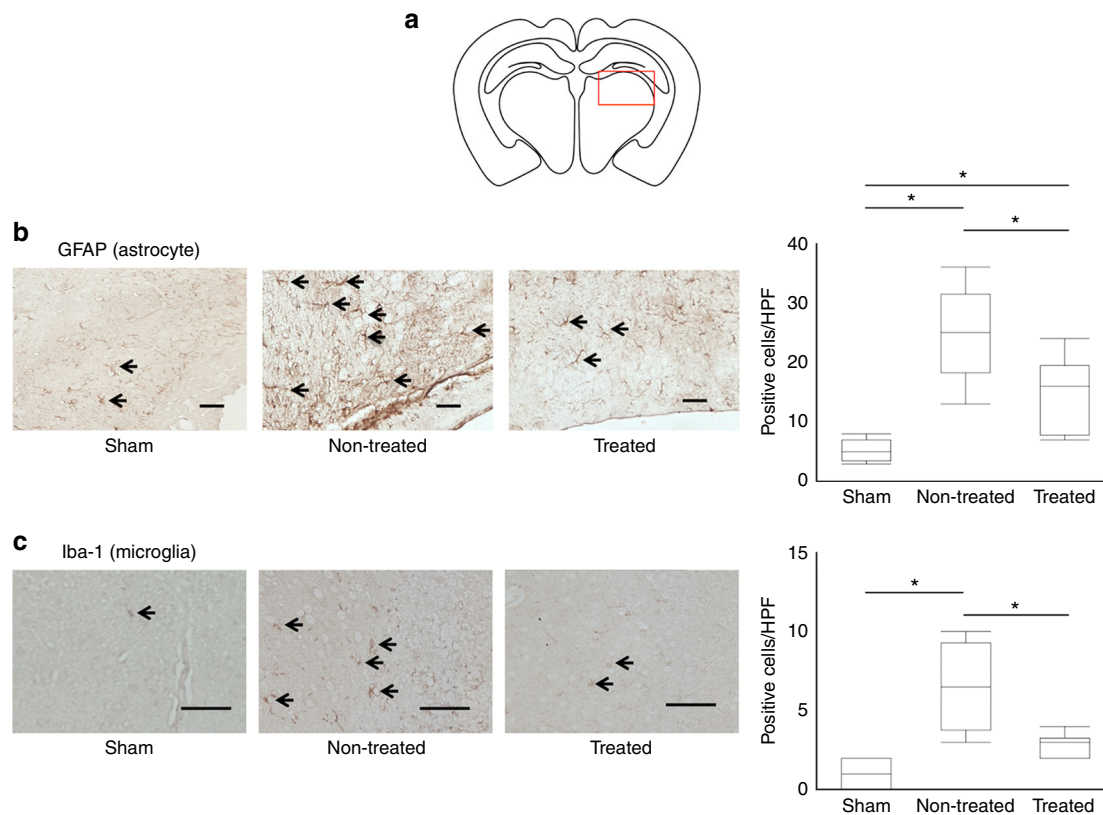 a
*
*
*
b
GFAP (astrocyte)
Sham
Non-treated
Treated
Positive cells/HPF
40
30
20
10
0
Sham
Non-treated
Treated
c
Iba-1 (microglia)
Sham
Non-treated
Treated
Positive cells/HPF
15
10
5
0
*
*
Sham
Non-treated
Treated